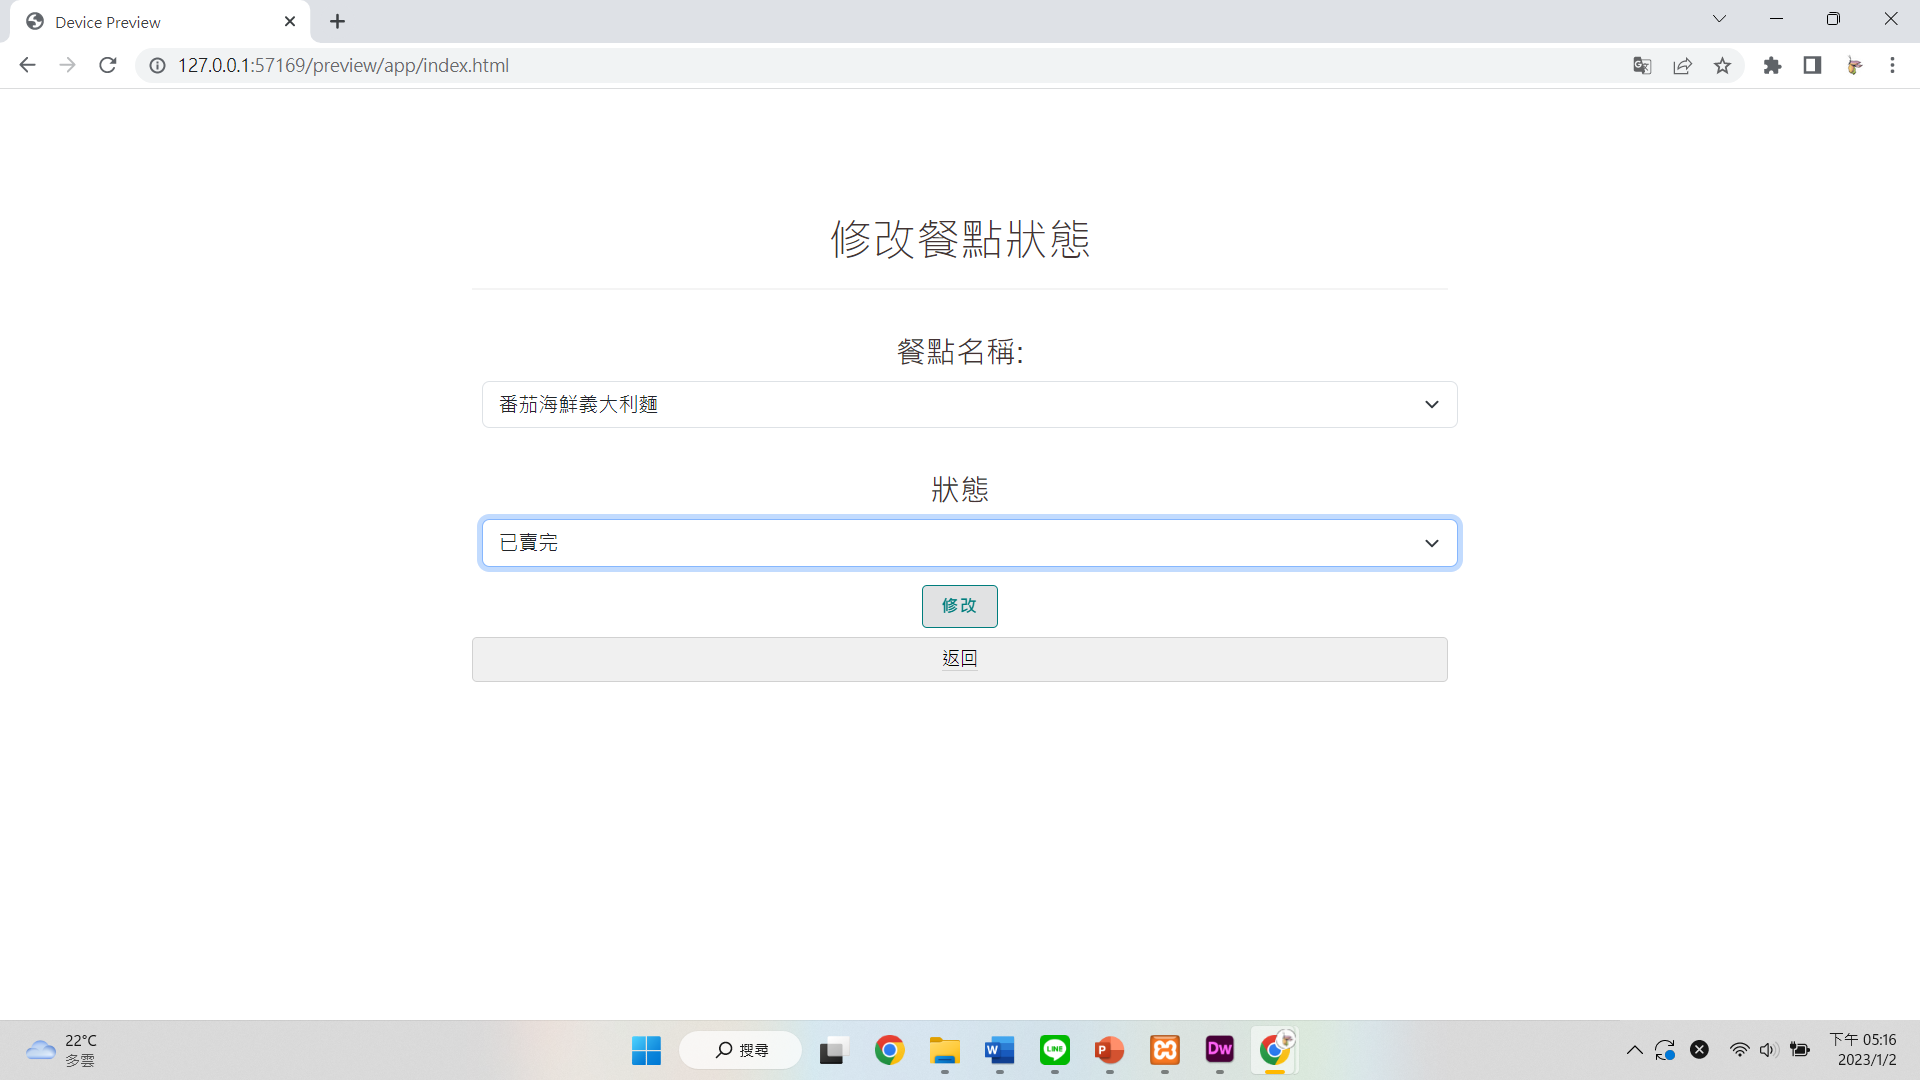 Device Preview
127.0.0.1:57169/preview/app/index.html
修改餐點狀態
餐點名稱:
番茄海鮮義大利麵
狀態
已賣完
修改
返回
22°C
多雲
搜尋
W
LINE
P
Dw
下午 05:16
2023/1/2